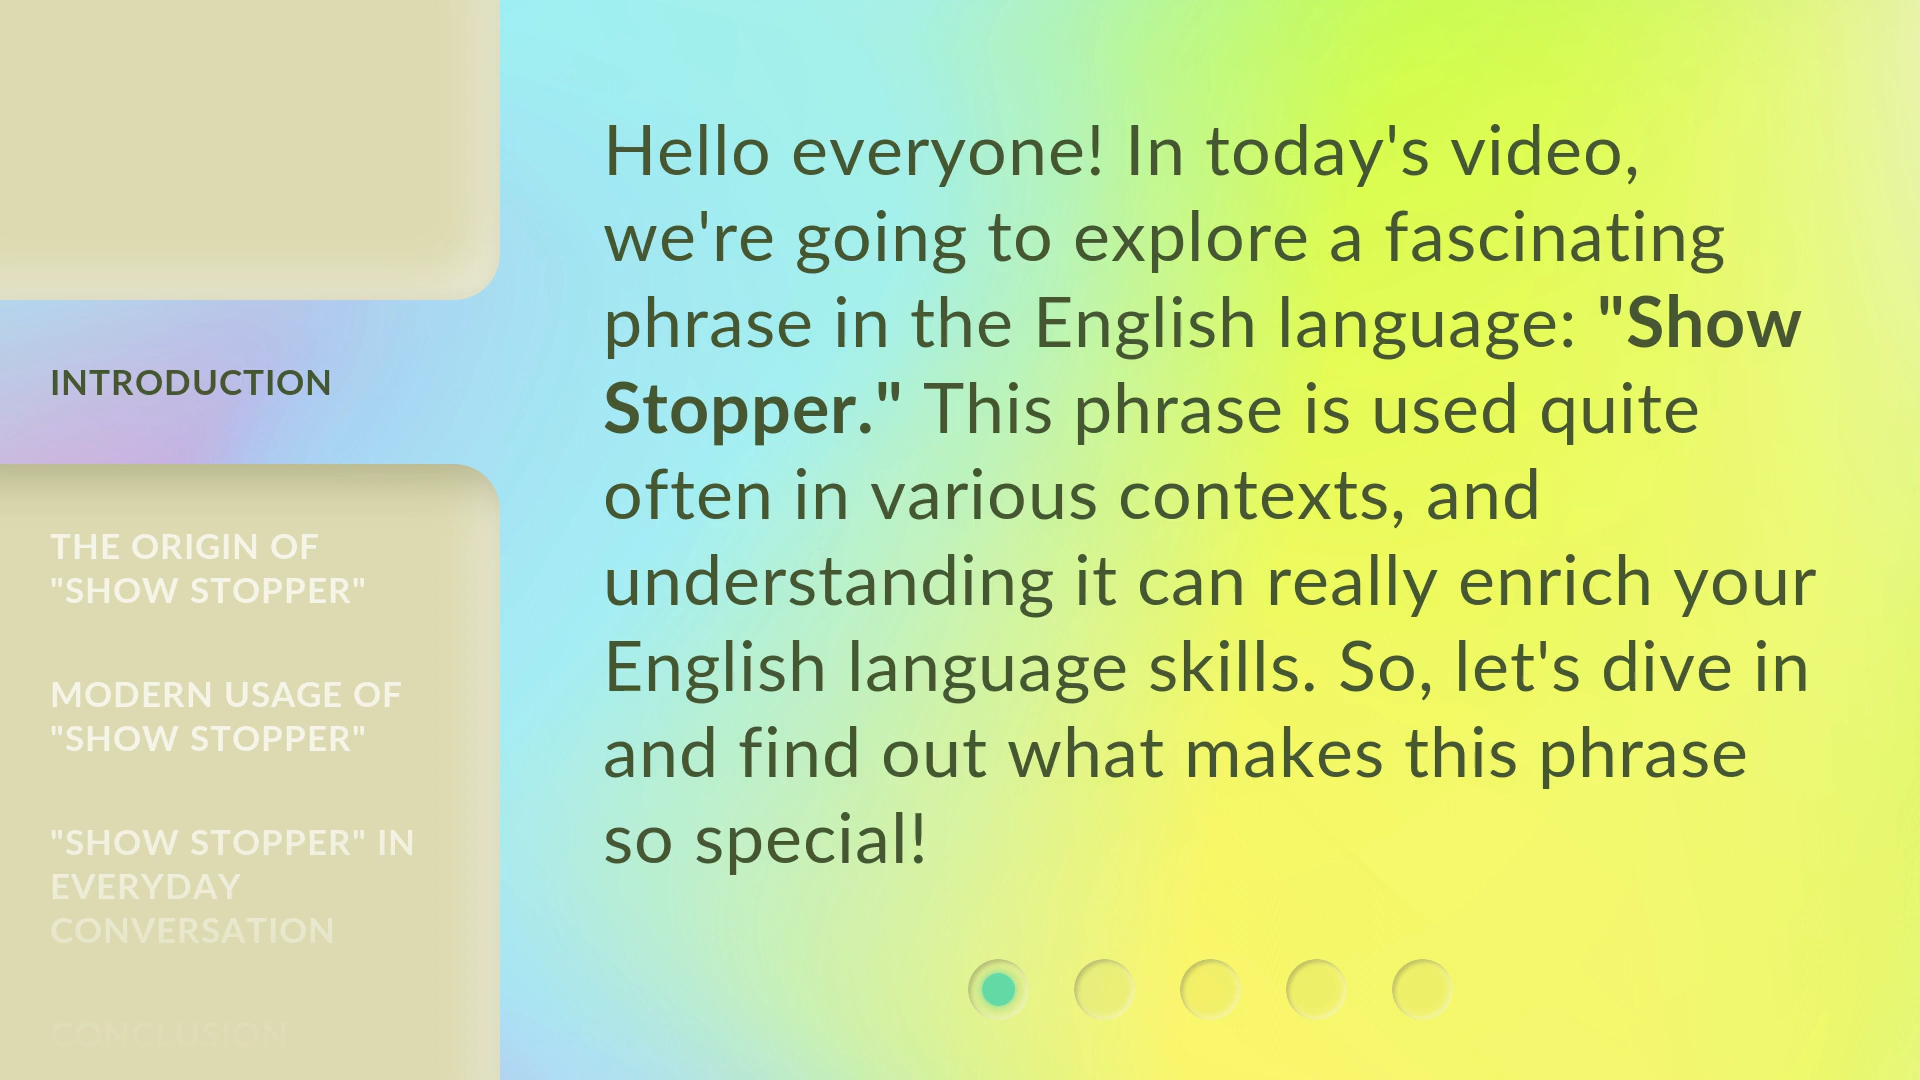 INTRODUCTION
THE ORIGIN OF
"SHOW STOPPER"
MODERN USAGE OF
"SHOW STOPPER"
"SHOW STOPPER" IN
EVERYDAY
CONVERSATION
CONCLUSION
Hello everyone! In today's video,
we're going to explore a fascinating
phrase in the English language: "Show
Stopper." This phrase is used quite
often in various contexts, and
understanding it can really enrich your
English language skills. So, let's dive in
and find out what makes this phrase
so special!